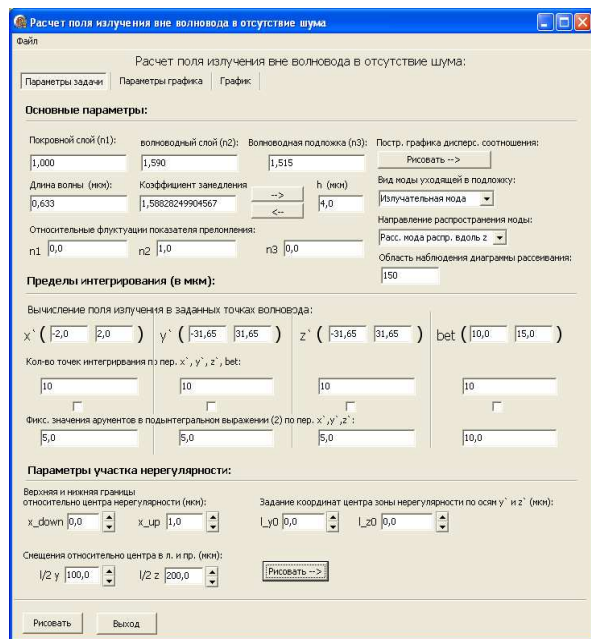 Расчет поля излучения вне волновода в отсутствие шума
Файл
Расчет поля излучения вне волновода в отсутствие шума:
Параметры задачи Параметры графика График
Основные параметры:
Покровной слой (n1): волноводный слой (n2): Волноводная подложка (n3): Постр. графика дисперс. соотношения:
1,000 1,590 1,515 Рисовать -->
Длина волны (мкм): Коэффициент замедления --> h (мкм) Вид моды уходящей в подложку:
0,633 1,58828249904567 <-- 4,0 Излучательная мода
Направление распространения моды:
Относительные флуктуации показателя преломления: Расс. мода распр. вдоль z
n1 0,0 n2 1,0 n3 0,0
Область наблюдения диаграммы рассеивания:
150
Пределы интегрирования (в мкм):
Вычисление поля излучения в заданных точках волновода:
x` ( -2,0 2,0 ) y` ( -31,65 31,65 ) z` ( -31,65 31,65 ) bet ( 10,0 15,0 )
Кол-во точек интегрирвания по пер. x`, y`, z`, bet:
10 10 10 10
Фикс. значения арументов в подынтегральном выражении (2) по пер. x`,y`,z`:
5,0 5,0 5,0 10,0
Параметры участка нерегулярности:
Верхняя и нижняя границы
относительно центра нерегулярности (мкм): Задание координат центра зоны нерегулярности по осям y` и z` (мкм):
x_down 0,0 x_up 1,0 l_y0 0,0 l_z0 0,0
Смещения относительно центра в л. и пр. (мкм):
l/2 y 100,0 l/2 z 200,0 Рисовать -->
Рисовать Выход